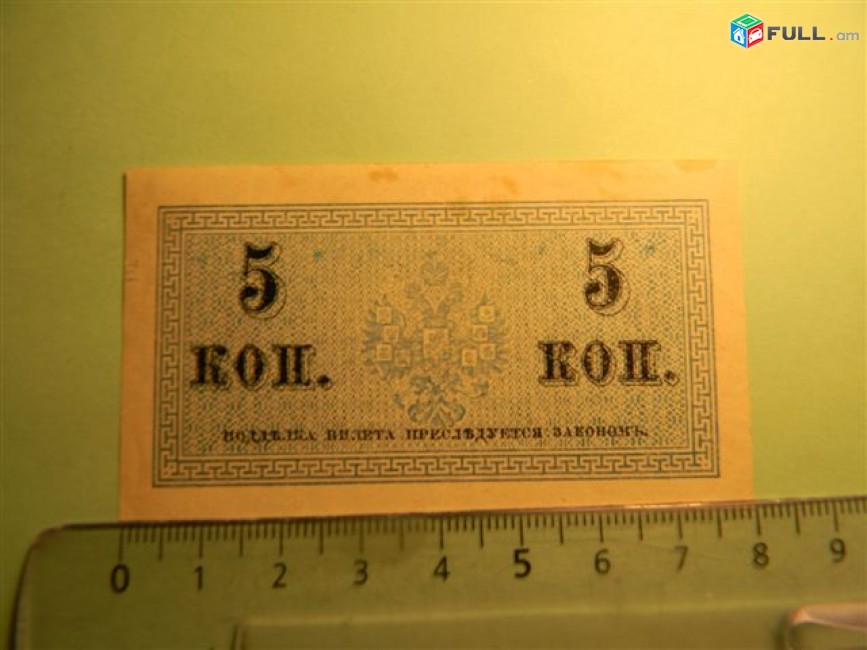 FULL.am
5 5
КОП. КОП.
ПОДДѢЛКА БИЛЕТА ПРЕСЛѢДУЕТСЯ ЗАКОНОМЪ.
0 1 2 3 4 5 6 7 8 9